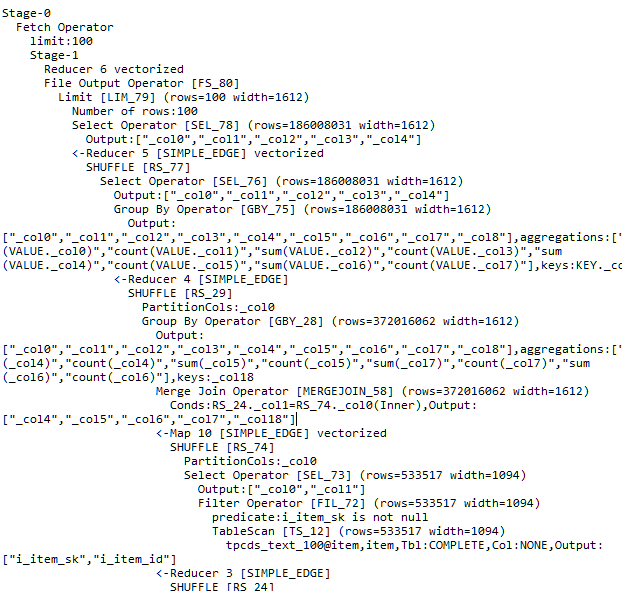 Stage-0
Fetch Operator
limit:100
Stage-1
Reducer 6 vectorized
File Output Operator [FS_80]
Limit [LIM_79] (rows=100 width=1612)
Number of rows:100
Select Operator [SEL_78] (rows=186008031 width=1612)
Output:["_col0","_col1","_col2","_col3","_col4"]
<-Reducer 5 [SIMPLE_EDGE] vectorized
SHUFFLE [RS_77]
Select Operator [SEL_76] (rows=186008031 width=1612)
Output:["_col0","_col1","_col2","_col3","_col4"]
Group By Operator [GBY_75] (rows=186008031 width=1612)
Output:
["_col0","_col1","_col2","_col3","_col4","_col5","_col6","_col7","_col8"],aggregations:["
(VALUE._col0)","count(VALUE._col1)","sum(VALUE._col2)","count(VALUE._col3)","sum
(VALUE._col4)","count(VALUE._col5)","sum(VALUE._col6)","count(VALUE._col7)"],keys:KEY._co
<-Reducer 4 [SIMPLE_EDGE]
SHUFFLE [RS_29]
PartitionCols:_col0
Group By Operator [GBY_28] (rows=372016062 width=1612)
Output:
["_col0","_col1","_col2","_col3","_col4","_col5","_col6","_col7","_col8"],aggregations:["
(_col4)","count(_col4)","sum(_col5)","count(_col5)","sum(_col7)","count(_col7)","sum
(_col6)","count(_col6)"],keys:_col18
Merge Join Operator [MERGEJOIN_58] (rows=372016062 width=1612)
Conds:RS_24._col1=RS_74._col0(Inner),Output:
["_col4","_col5","_col6","_col7","_col18"]
<-Map 10 [SIMPLE_EDGE] vectorized
SHUFFLE [RS_74]
PartitionCols:_col0
Select Operator [SEL_73] (rows=533517 width=1094)
Output:["_col0","_col1"]
Filter Operator [FIL_72] (rows=533517 width=1094)
predicate:i_item_sk is not null
TableScan [TS_12] (rows=533517 width=1094)
tpcds_text_100@item,item,Tbl:COMPLETE,Col:NONE,Output:
["i_item_sk","i_item_id"]
<-Reducer 3 [SIMPLE_EDGE]
SHUFFLE [RS_24]